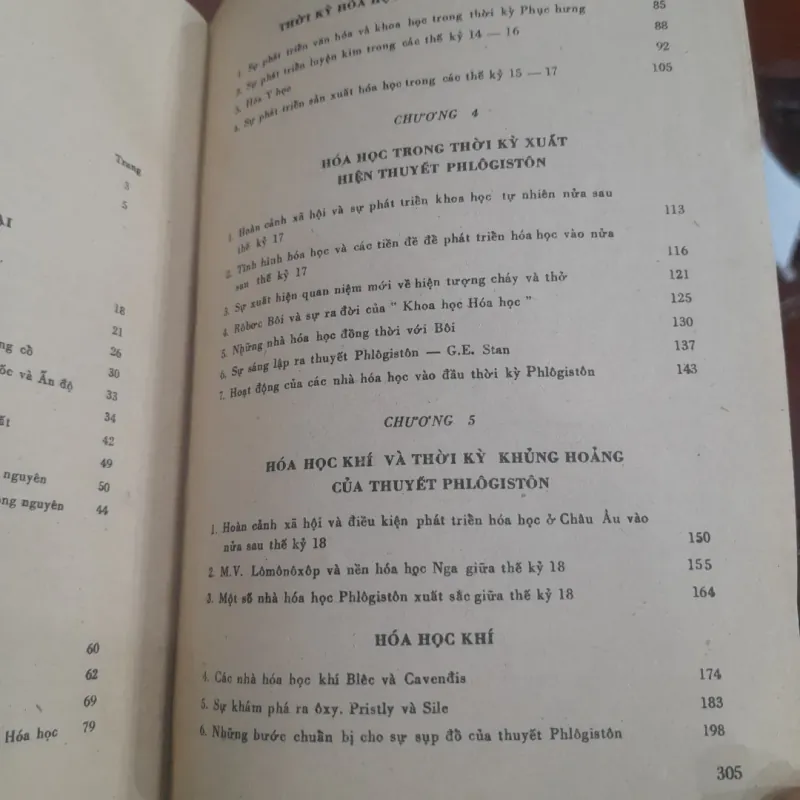 Trang
3
5
ẠI
18
21
ng cồ
26
ốc và Ấn độ
30
33
34
ất
42
49
nguyên
50
ong nguyên
44
60
62
69
Hóa học
79
THỜI KỲ HÓA HỌC
1. Sự phát triển văn hóa và khoa học trong thời kỳ Phục hưng 85
2. Sự phát triển luyện kim trong các thế kỷ 14 — 16 88
3. Hóa Y học 92
4. Sự phát triển sản xuất hóa học trong các thế kỷ 15 — 17 105
CHƯƠNG 4
HÓA HỌC TRONG THỜI KỲ XUẤT
HIỆN THUYẾT PHLÔGISTÔN
1. Hoàn cảnh xã hội và sự phát triển khoa học tự nhiên nửa sau
thế kỷ 17 113
2. Tình hình hóa học và các tiền đề để phát triển hóa học vào nửa
sau thế kỷ 17 116
3. Sự xuất hiện quan niệm mới về hiện tượng cháy và thở 121
4. Rôbơc Bôi và sự ra đời của " Khoa học Hóa học " 125
5. Những nhà hóa học đồng thời với Bôi 130
6. Sự sáng lập ra thuyết Phlôgistôn — G.E. Stan 137
7. Hoạt động của các nhà hóa học vào đầu thời kỳ Phlôgistôn 143
CHƯƠNG 5
HÓA HỌC KHÍ VÀ THỜI KỲ KHỦNG HOẢNG
CỦA THUYẾT PHLÔGISTÔN
1. Hoàn cảnh xã hội và điều kiện phát triển hóa học ở Châu Âu vào
nửa sau thế kỷ 18 150
2. M.V. Lômônôxôp và nền hóa học Nga giữa thế kỷ 18 155
3. Một số nhà hóa học Phlôgistôn xuất sắc giữa thế kỷ 18 164
HÓA HỌC KHÍ
4. Các nhà hóa học khí Blêc và Cavenđis 174
5. Sự khám phá ra ôxy. Pristly và Sile 183
6. Những bước chuẩn bị cho sự sụp đổ của thuyết Phlôgistôn 198
305